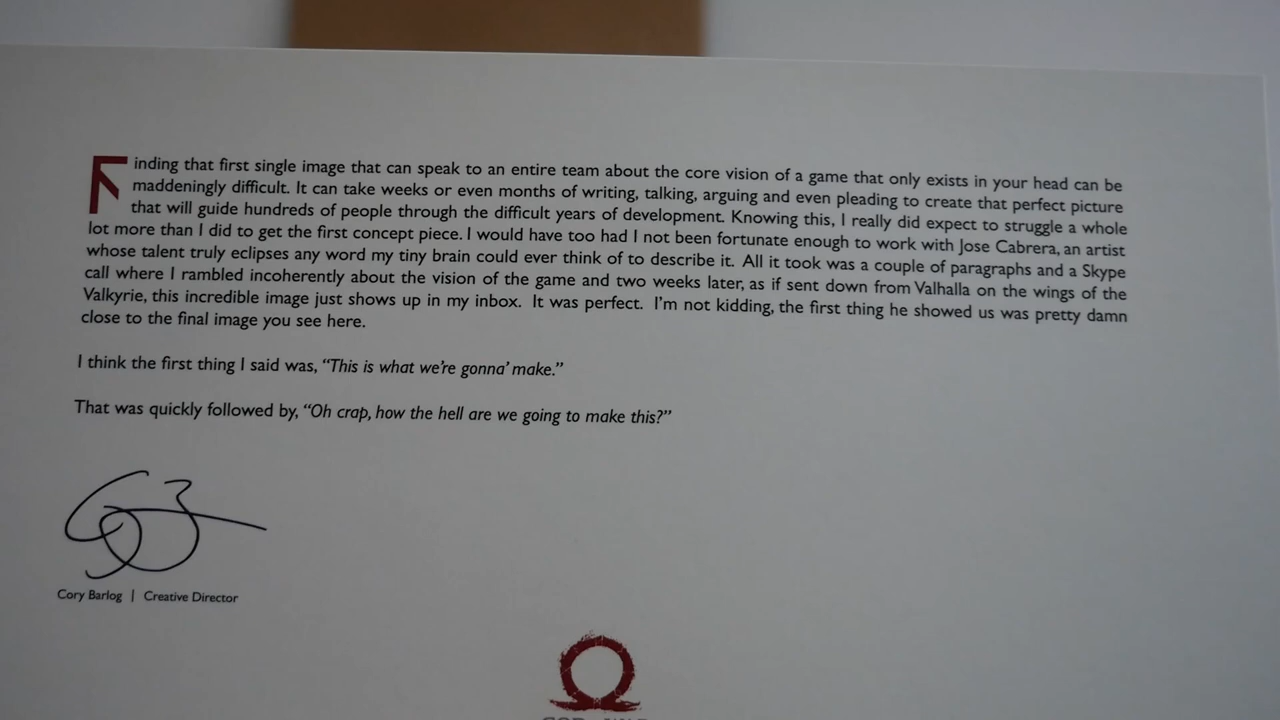 Finding that first single image that can speak to an entire team about the core vision of a game that only exists in your head can be
maddeningly difficult. It can take weeks or even months of writing, talking, arguing and even pleading to create that perfect picture
that will guide hundreds of people through the difficult years of development. Knowing this, I really did expect to struggle a whole
lot more than I did to get the first concept piece. I would have too had I not been fortunate enough to work with Jose Cabrera, an artist
whose talent truly eclipses any word my tiny brain could ever think of to describe it. All it took was a couple of paragraphs and a Skype
call where I rambled incoherently about the vision of the game and two weeks later, as if sent down from Valhalla on the wings of the
Valkyrie, this incredible image just shows up in my inbox. It was perfect. I'm not kidding, the first thing he showed us was pretty damn
close to the final image you see here.
I think the first thing I said was, “This is what we're gonna' make.”
That was quickly followed by, “Oh crap, how the hell are we going to make this?”
Cory Barlog | Creative Director